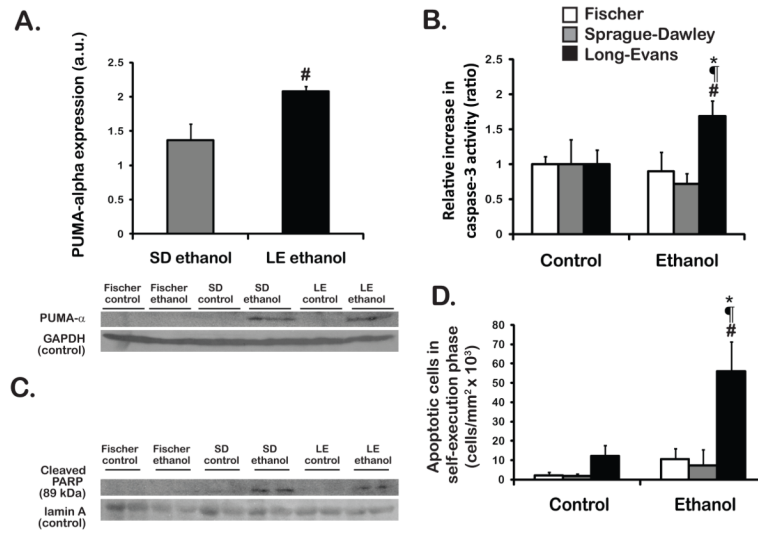 A.
PUMA-alpha expression (a.u.)
2.5
2
1.5
1
1.5
0
#
SD ethanol
LE ethanol
Fischer control
Fischer ethanol
SD control
SD ethanol
LE control
LE ethanol
PUMA-α
GAPDH
(control)
B.
Fischer
Sprague-Dawley
Long-Evans
Relative increase in
caspase-3 activity (ratio)
2.5
2
1.5
1
0.5
0
*
¶
#
Control
Ethanol
C.
Fischer control
Fischer ethanol
SD control
SD ethanol
LE control
LE ethanol
Cleaved
PARP
(89 kDa)
lamin A
(control)
D.
Apoptotic cells in
self-execution phase
(cells/mm² x 10³)
80
70
60
50
40
30
20
10
0
*
¶
#
Control
Ethanol